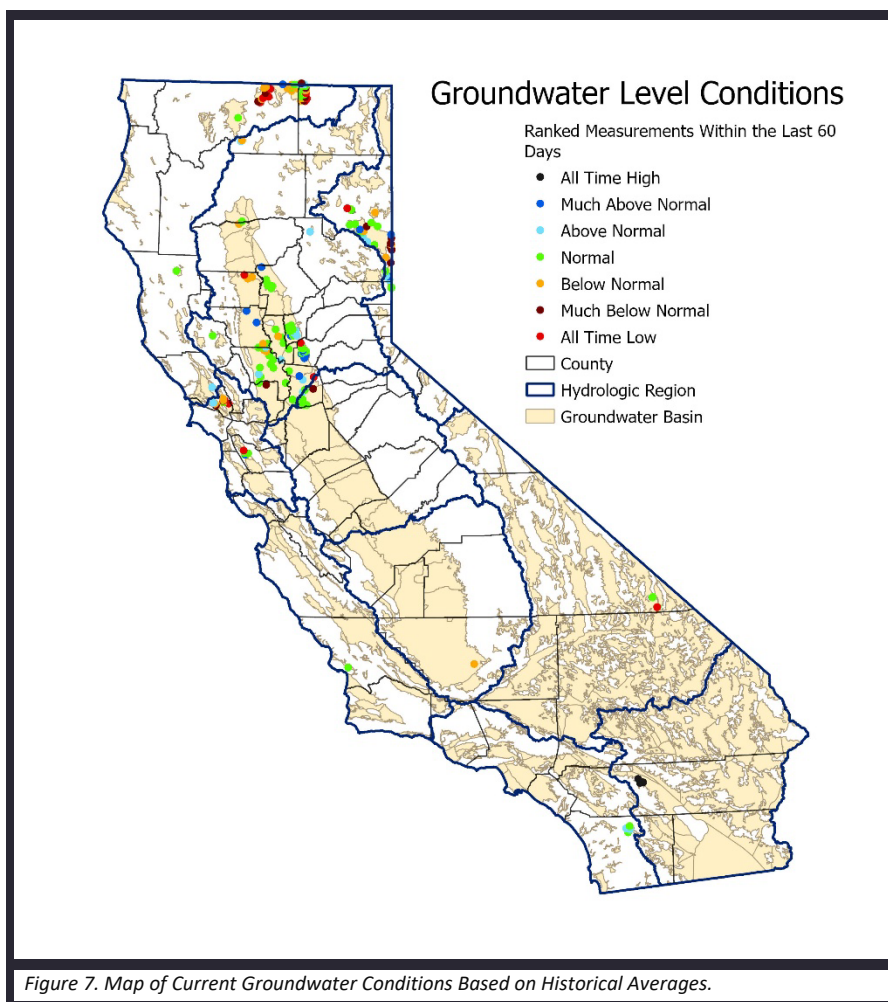 Groundwater Level Conditions
Ranked Measurements Within the Last 60
Days
All Time High
Much Above Normal
Above Normal
Normal
Below Normal
Much Below Normal
All Time Low
County
Hydrologic Region
Groundwater Basin
Figure 7. Map of Current Groundwater Conditions Based on Historical Averages.